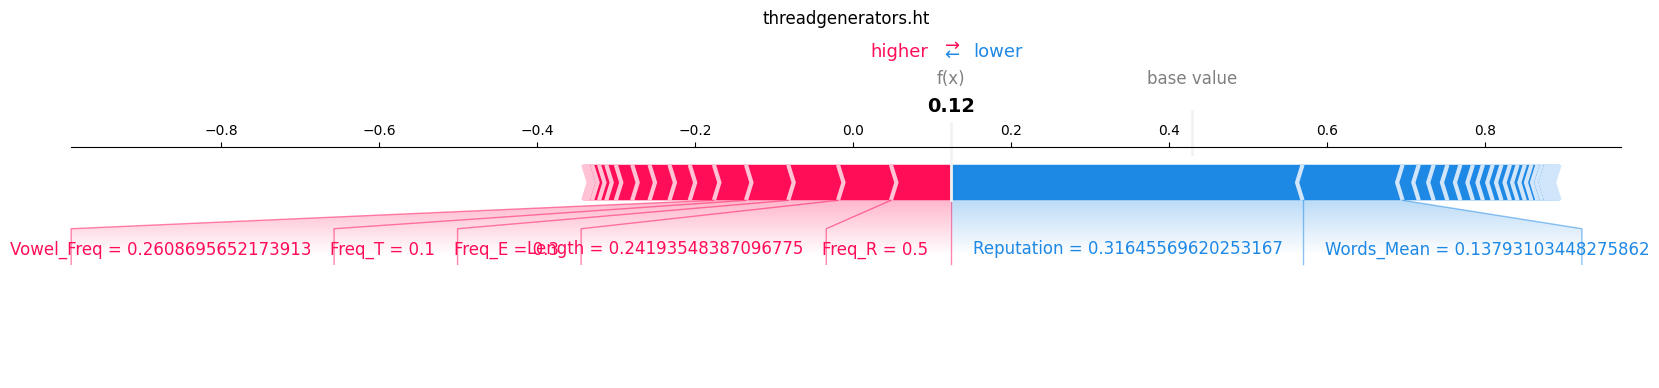 threadgenerators.ht
higher ⇄ lower
f(x) base value
0.12
−0.8 −0.6 −0.4 −0.2 0.0 0.2 0.4 0.6 0.8
Vowel_Freq = 0.2608695652173913 Freq_T = 0.1 Freq_E = 0.3 Length = 0.24193548387096775 Freq_R = 0.5 Reputation = 0.31645569620253167 Words_Mean = 0.13793103448275862